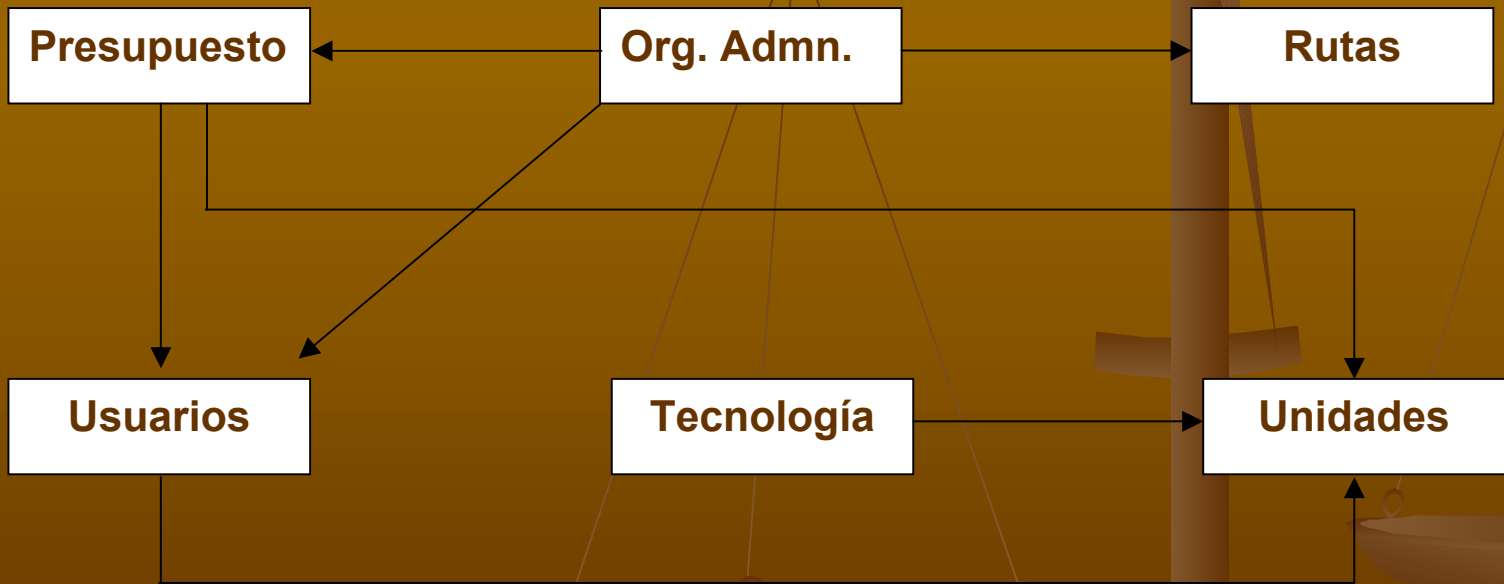 Presupuesto
Org. Admn.
Rutas
Usuarios
Tecnología
Unidades